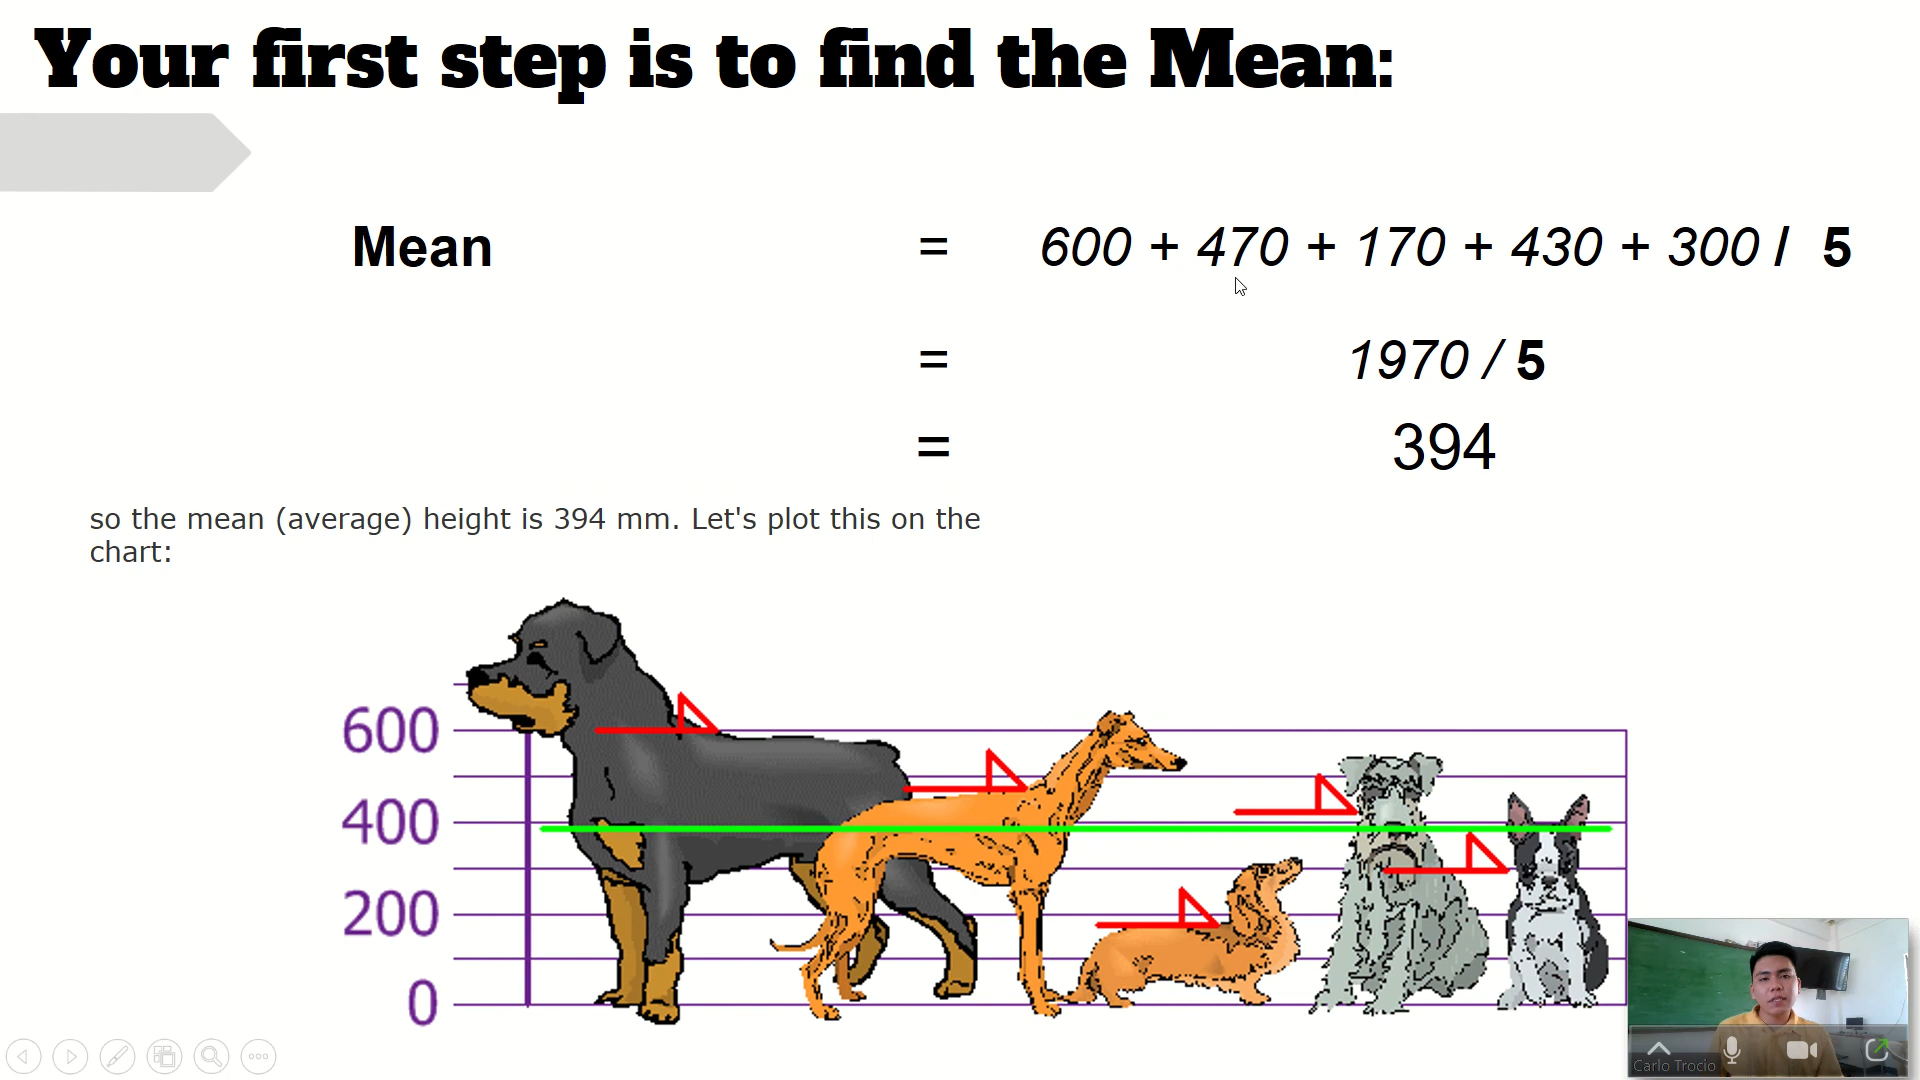 Your first step is to find the Mean:
Mean = 600 + 470 + 170 + 430 + 300 / 5
= 1970 / 5
= 394
so the mean (average) height is 394 mm. Let's plot this on the
chart:
600
400
200
0
Carlo Trocio